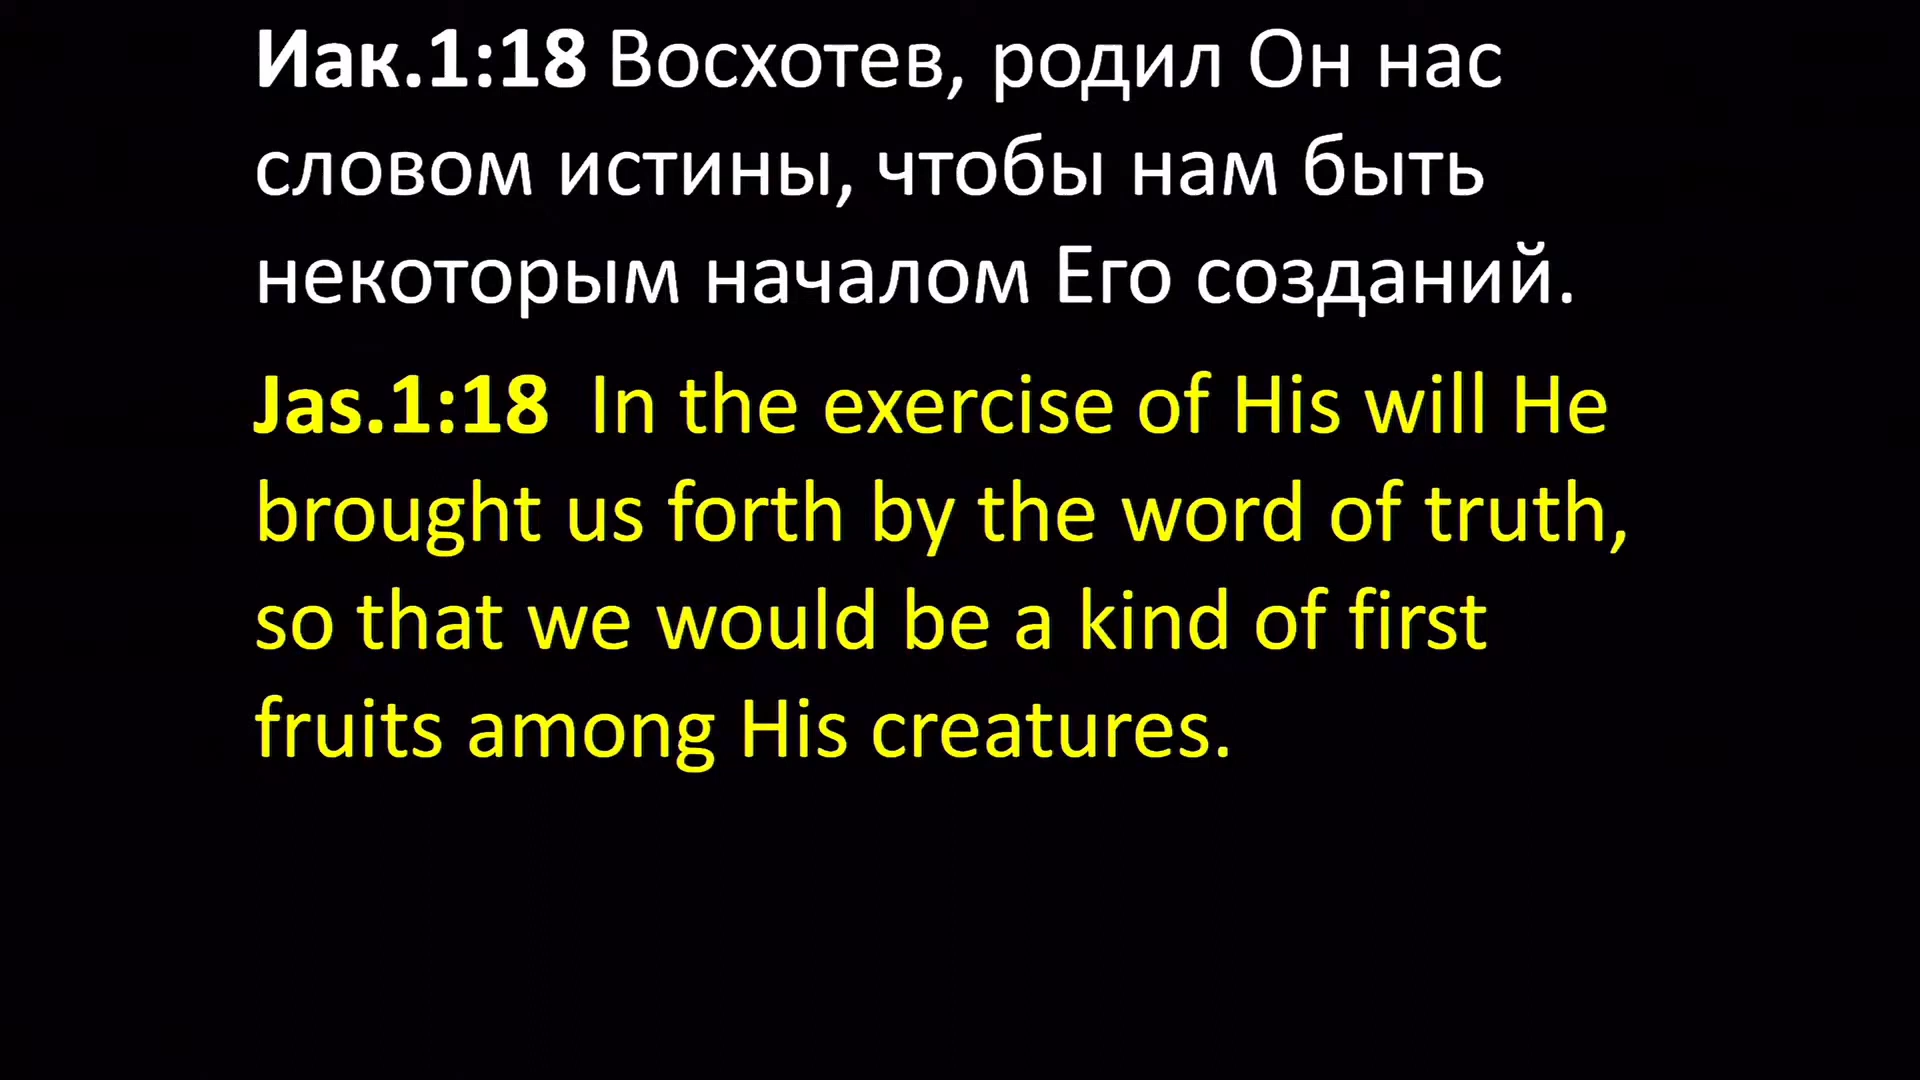 Иак.1:18 Восхотев, родил Он нас
словом истины, чтобы нам быть
некоторым началом Его созданий.
Jas.1:18  In the exercise of His will He
brought us forth by the word of truth,
so that we would be a kind of first
fruits among His creatures.